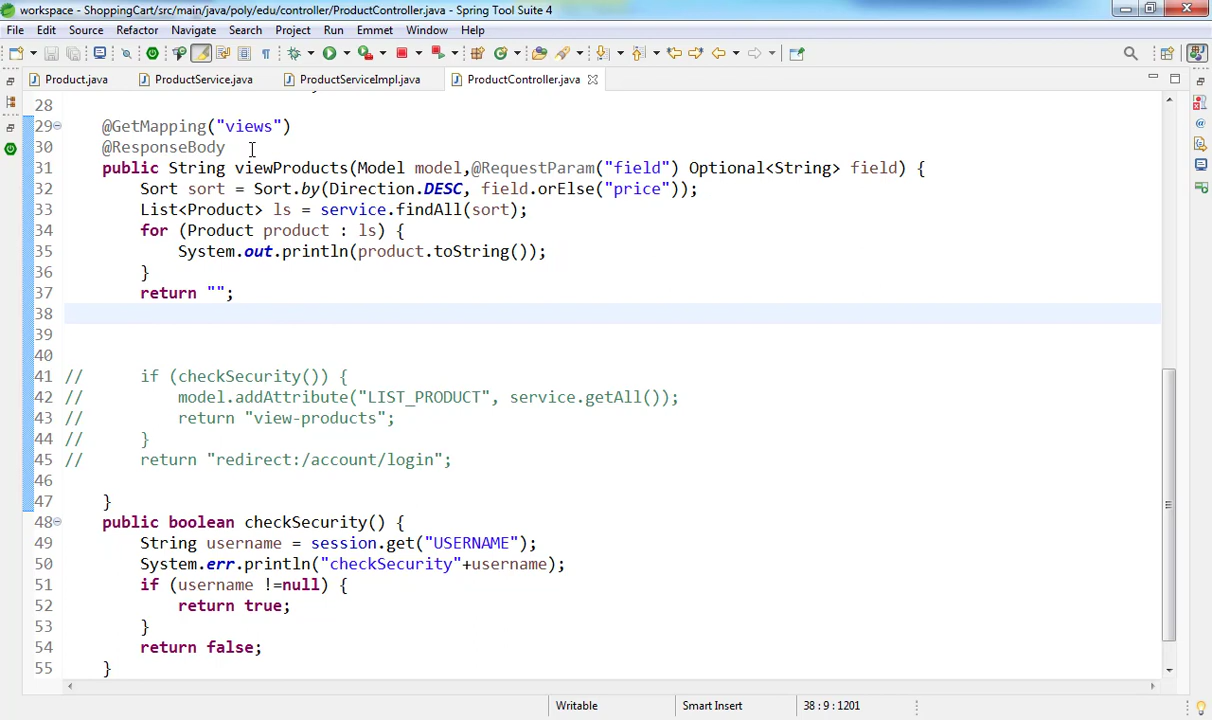 workspace - ShoppingCart/src/main/java/poly/edu/controller/ProductController.java - Spring Tool Suite 4
File Edit Source Refactor Navigate Search Project Run Emmet Window Help
Product.java ProductService.java ProductServiceImpl.java ProductController.java
28
29 @GetMapping("views")
30 @ResponseBody
31 public String viewProducts(Model model,@RequestParam("field") Optional<String> field) {
32 Sort sort = Sort.by(Direction.DESC, field.orElse("price"));
33 List<Product> ls = service.findAll(sort);
34 for (Product product : ls) {
35 System.out.println(product.toString());
36 }
37 return "";
38
39
40
41 // if (checkSecurity()) {
42 // model.addAttribute("LIST_PRODUCT", service.getAll());
43 // return "view-products";
44 // }
45 // return "redirect:/account/login";
46
47 }
48 public boolean checkSecurity() {
49 String username = session.get("USERNAME");
50 System.err.println("checkSecurity"+username);
51 if (username !=null) {
52 return true;
53 }
54 return false;
55 }
Writable Smart Insert 38 : 9 : 1201